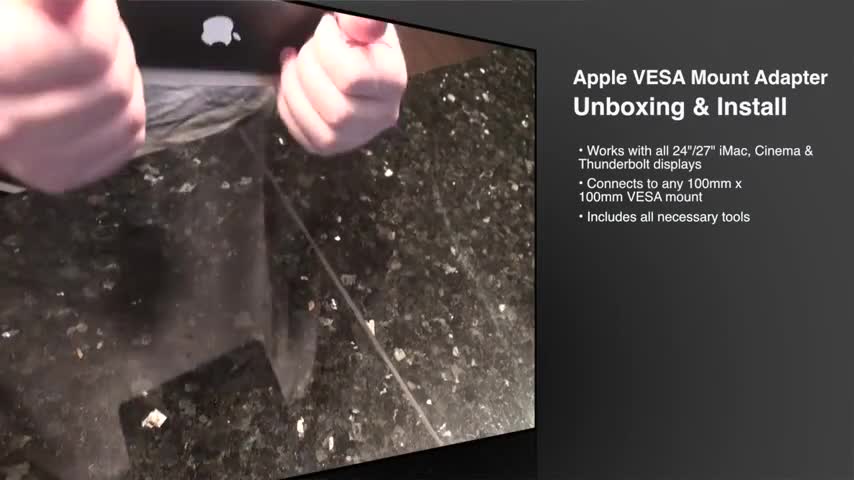 Apple VESA Mount Adapter
Unboxing & Install
• Works with all 24"/27" iMac, Cinema &
Thunderbolt displays
• Connects to any 100mm x
100mm VESA mount
• Includes all necessary tools